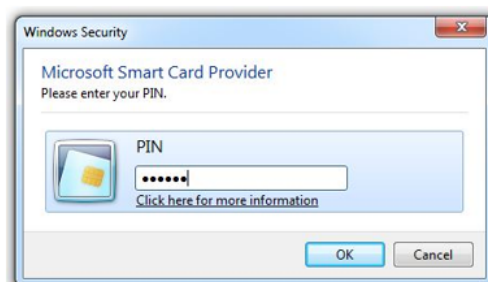 Windows Security
Microsoft Smart Card Provider
Please enter your PIN.
PIN
••••••
Click here for more information
OK
Cancel